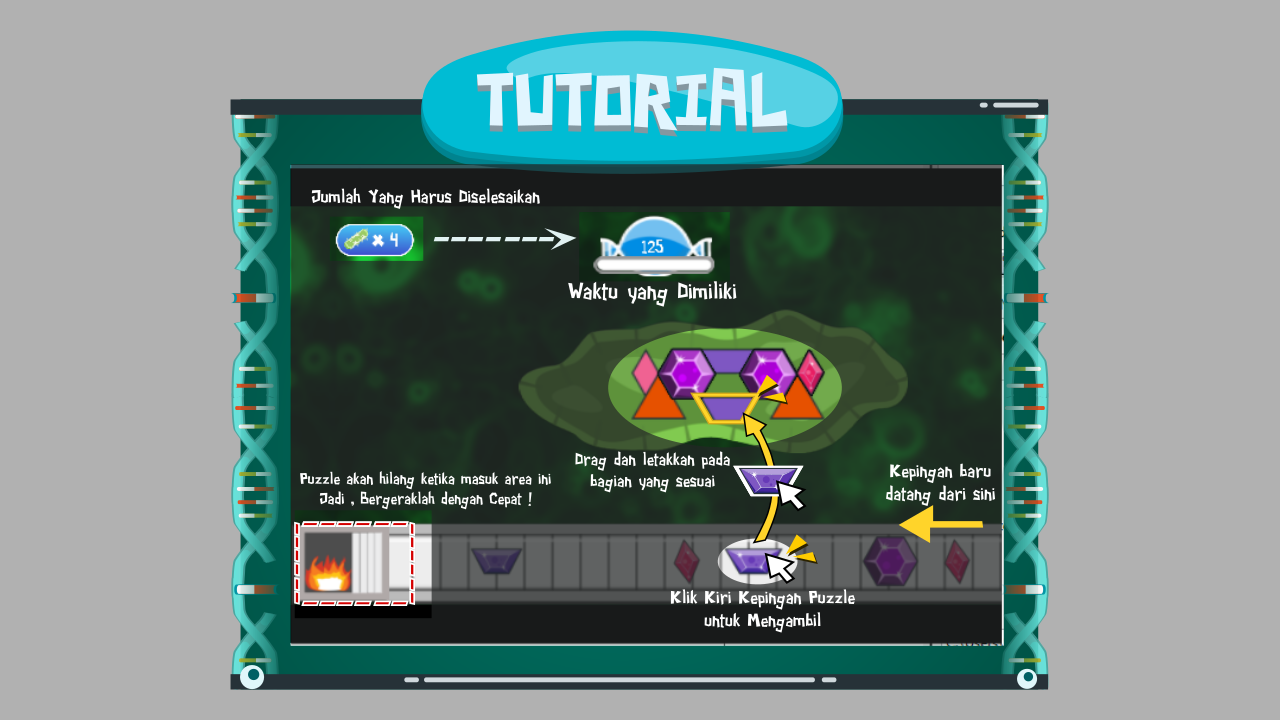 TUTORIAL
Jumlah Yang Harus Diselesaikan
x 4
125
Waktu yang Dimiliki
Drag dan letakkan pada
bagian yang sesuai
Kepingan baru
datang dari sini
Puzzle akan hilang ketika masuk area ini
Jadi , Bergeraklah dengan Cepat !
Klik Kiri Kepingan Puzzle
untuk Mengambil